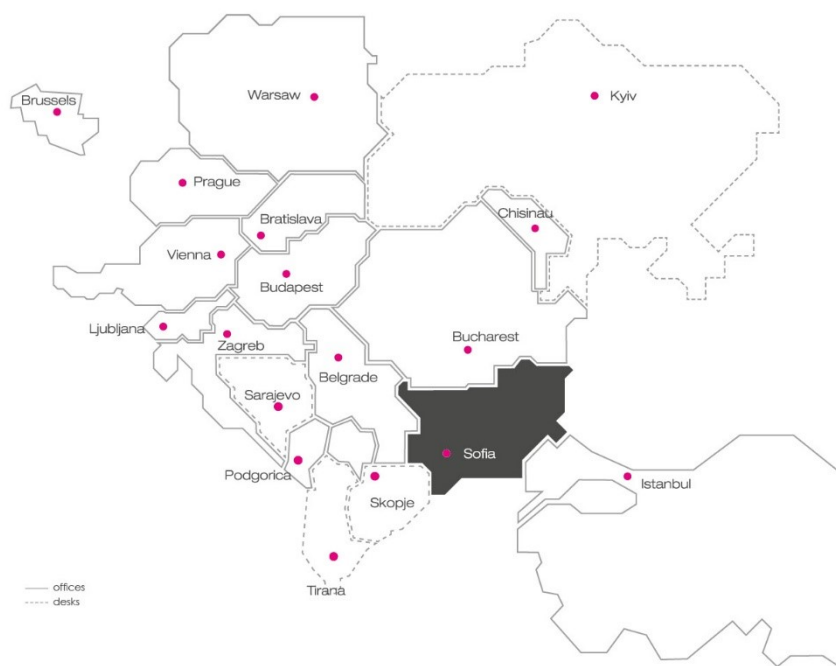 Warsaw
Kyiv
Brussels
Prague
Chisinau
Bratislava
Vienna
Budapest
Ljubljana
Zagreb
Bucharest
Belgrade
Sarajevo
Sofia
Podgorica
Istanbul
Skopje
Tirana
offices
desks